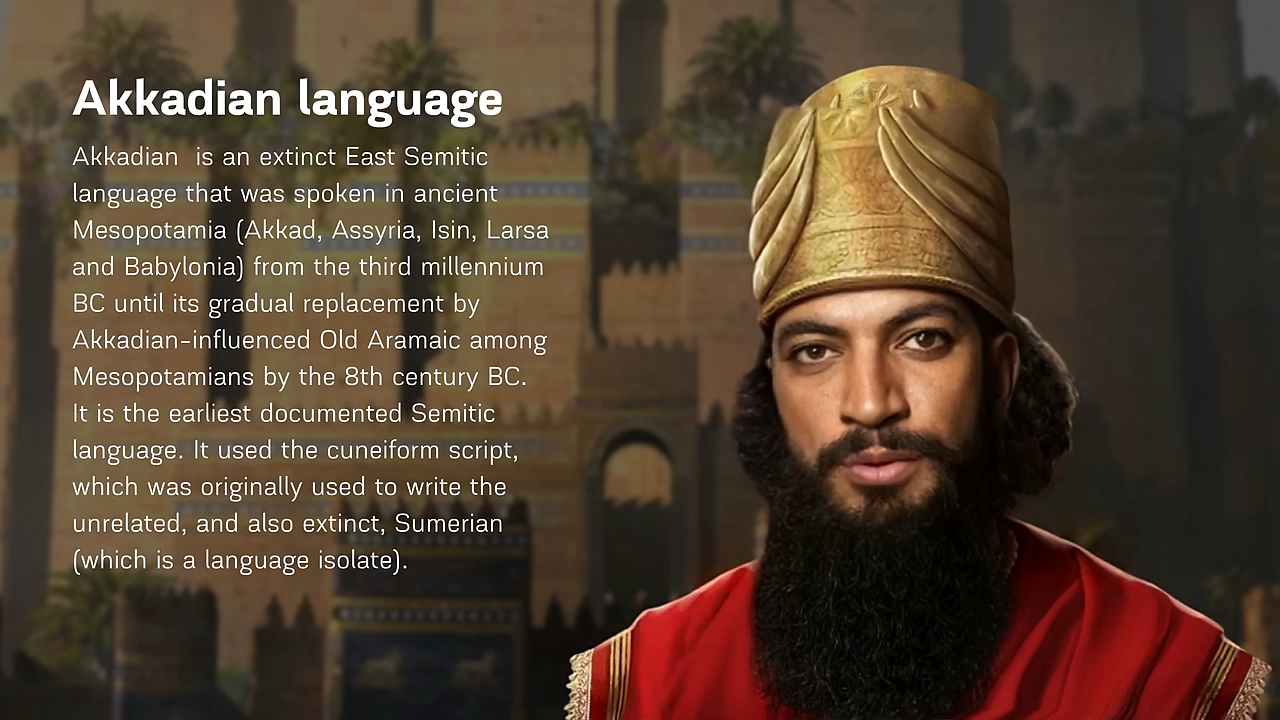 Akkadian language
Akkadian  is an extinct East Semitic
language that was spoken in ancient
Mesopotamia (Akkad, Assyria, Isin, Larsa
and Babylonia) from the third millennium
BC until its gradual replacement by
Akkadian-influenced Old Aramaic among
Mesopotamians by the 8th century BC.
It is the earliest documented Semitic
language. It used the cuneiform script,
which was originally used to write the
unrelated, and also extinct, Sumerian
(which is a language isolate).